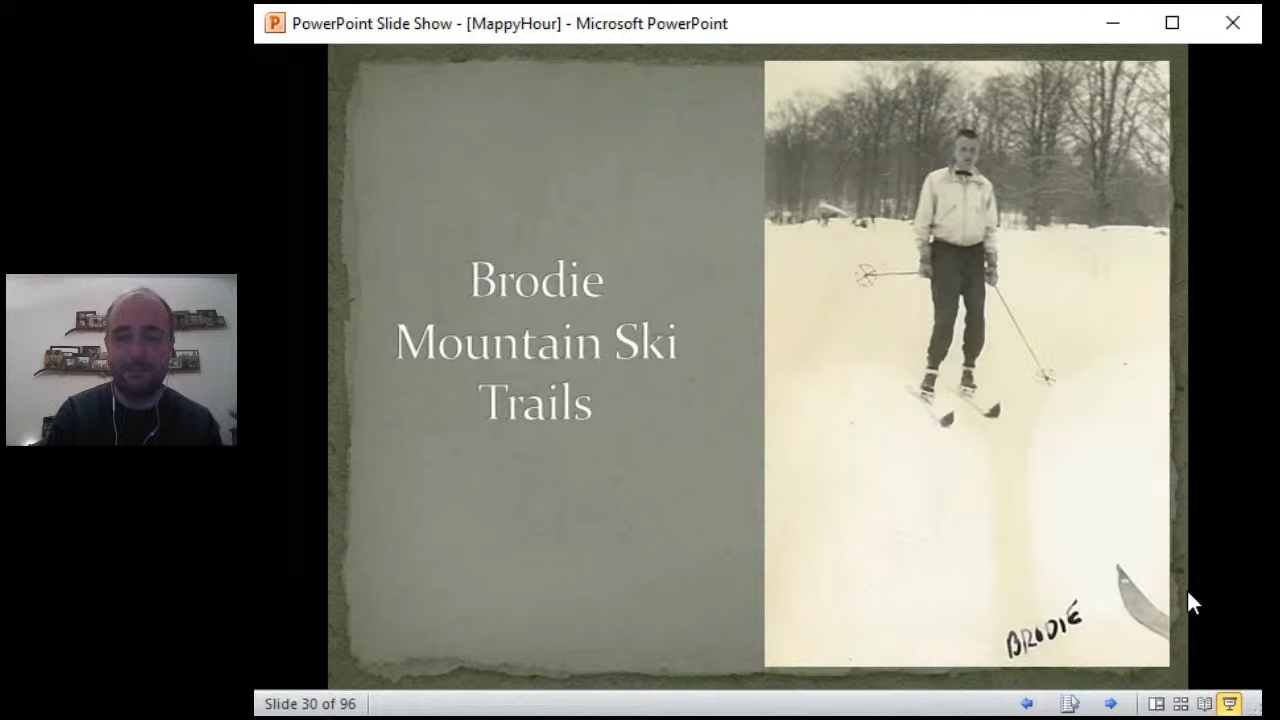 PowerPoint Slide Show - [MappyHour] - Microsoft PowerPoint
Brodie
Mountain Ski
Trails
BRODIE
Slide 30 of 96